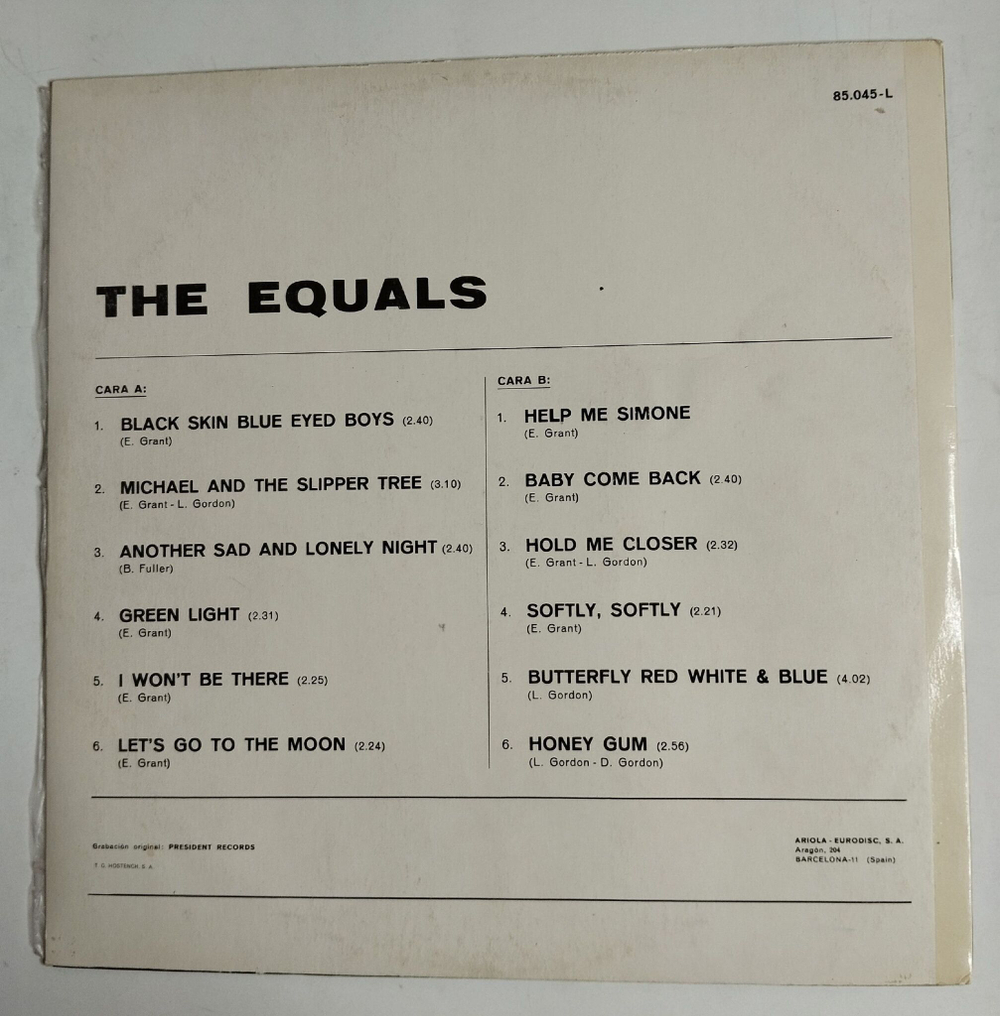 85.045-L
THE EQUALS
CARA A:
1. BLACK SKIN BLUE EYED BOYS (2.40)
(E. Grant)
2. MICHAEL AND THE SLIPPER TREE (3.10)
(E. Grant - L. Gordon)
3. ANOTHER SAD AND LONELY NIGHT (2.40)
(B. Fuller)
4. GREEN LIGHT (2.31)
(E. Grant)
5. I WON'T BE THERE (2.25)
(E. Grant)
6. LET'S GO TO THE MOON (2.24)
(E. Grant)
CARA B:
1. HELP ME SIMONE
(E. Grant)
2. BABY COME BACK (2.40)
(E. Grant)
3. HOLD ME CLOSER (2.32)
(E. Grant - L. Gordon)
4. SOFTLY, SOFTLY (2.21)
(E. Grant)
5. BUTTERFLY RED WHITE & BLUE (4.02)
(L. Gordon)
6. HONEY GUM (2.56)
(L. Gordon - D. Gordon)
Grabación original: PRESIDENT RECORDS
T. G. HOSTENCH, S. A.
ARIOLA - EURODISC, S. A.
Aragón, 204
BARCELONA-11 (Spain)